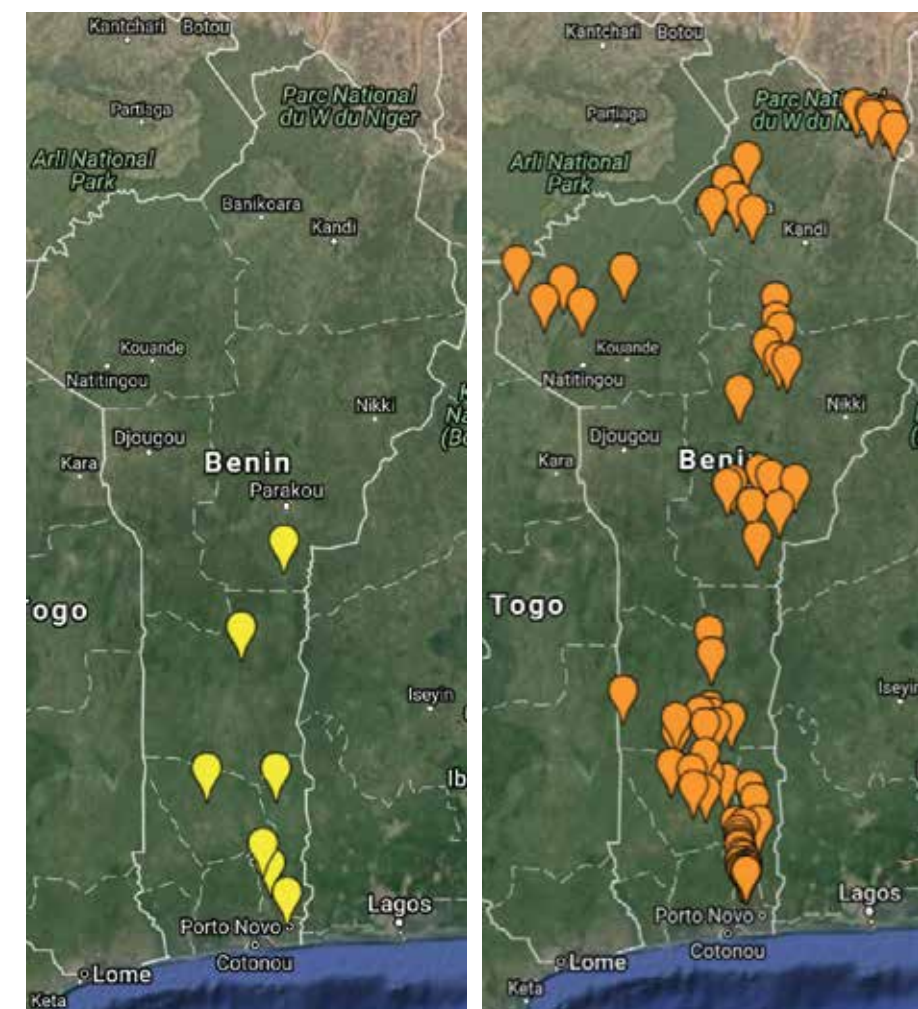 Kantchari Botou
Parc National
du W du Niger
Partiaga
Arli National
Park
Banikoara
Kandi
Kouande
Natitingou
Nikki
Djougou
Kara
Benin
Parakou
Togo
Iseyin
Ib
Lagos
Porto Novo
Cotonou
Lome
Keta
Kantchari Botou
Parc
du W du N
Partiaga
Arli National
Park
Kandi
Kouande
Natitingou
Nikki
Djougou
Kara
Beni
Togo
Iseyin
Lagos
Porto Novo
Cotonou
Lome
Keta